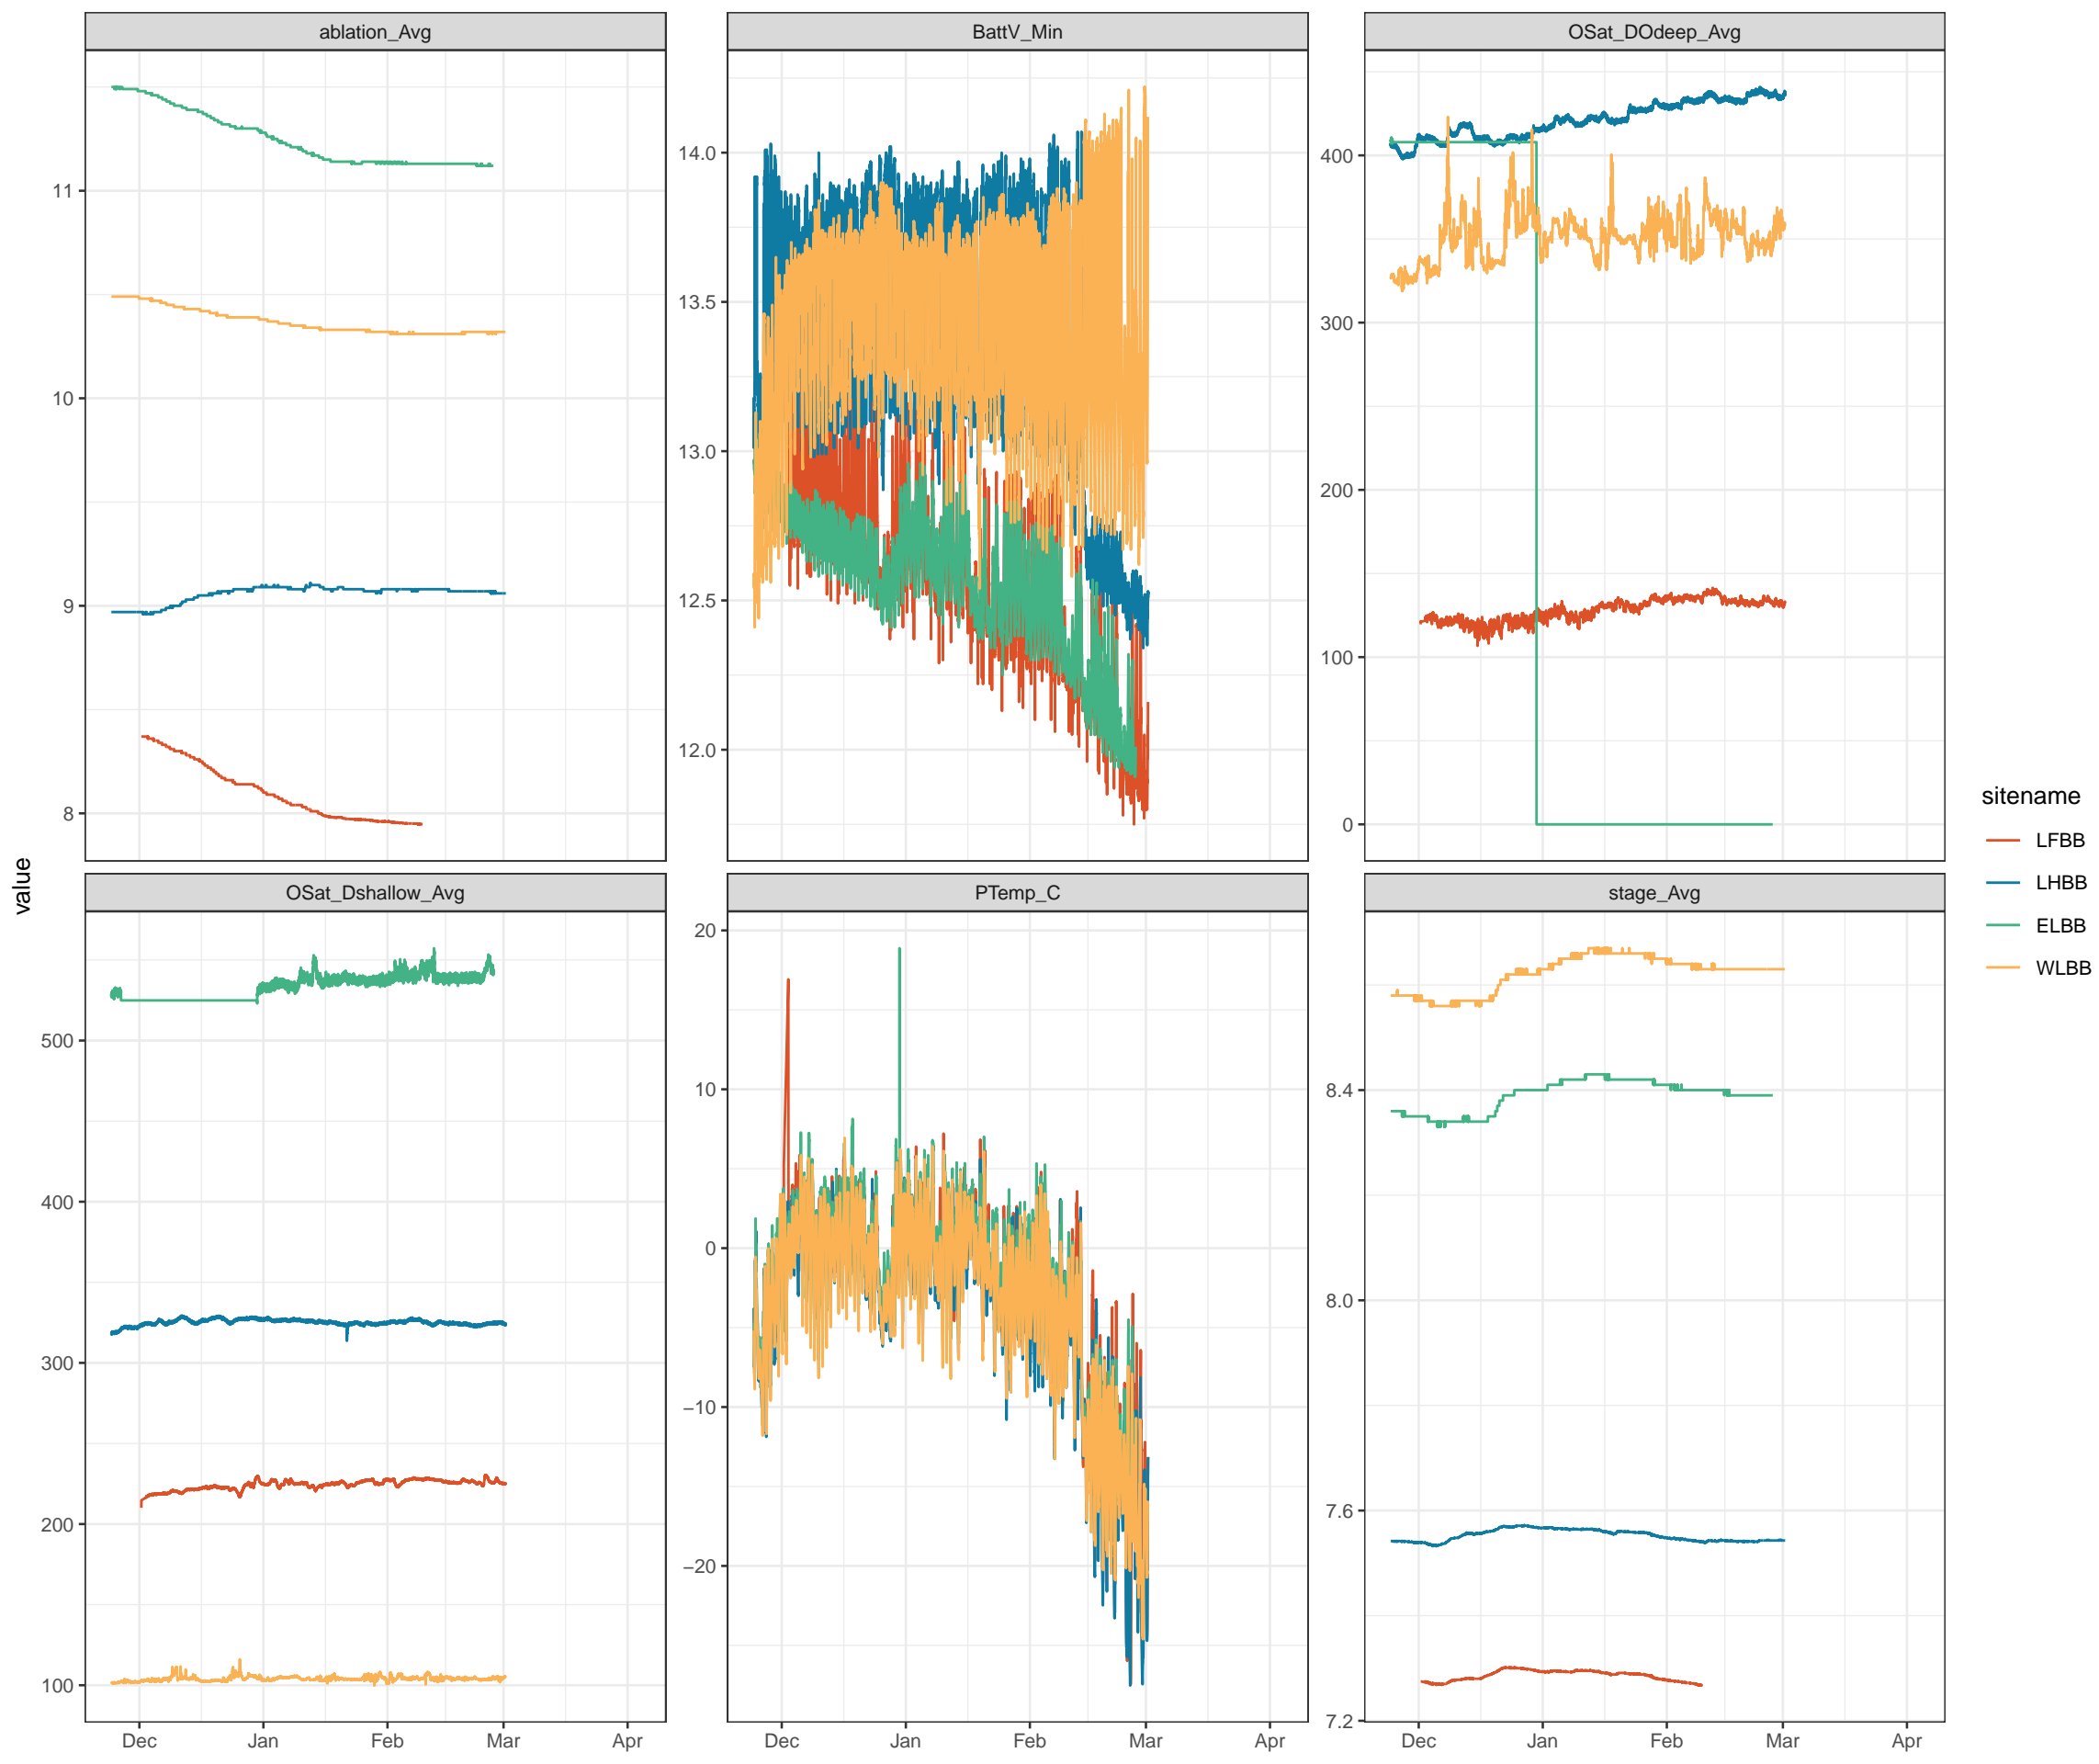 ablation_Avg
BattV_Min
OSat_DOdeep_Avg
11
10
9
8
14.0
13.5
13.0
12.5
12.0
400
300
200
100
0
value
OSat_Dshallow_Avg
PTemp_C
stage_Avg
500
400
300
200
100
20
10
0
−10
−20
8.4
8.0
7.6
7.2
Dec Jan Feb Mar Apr
Dec Jan Feb Mar Apr
Dec Jan Feb Mar Apr
sitename
LFBB
LHBB
ELBB
WLBB